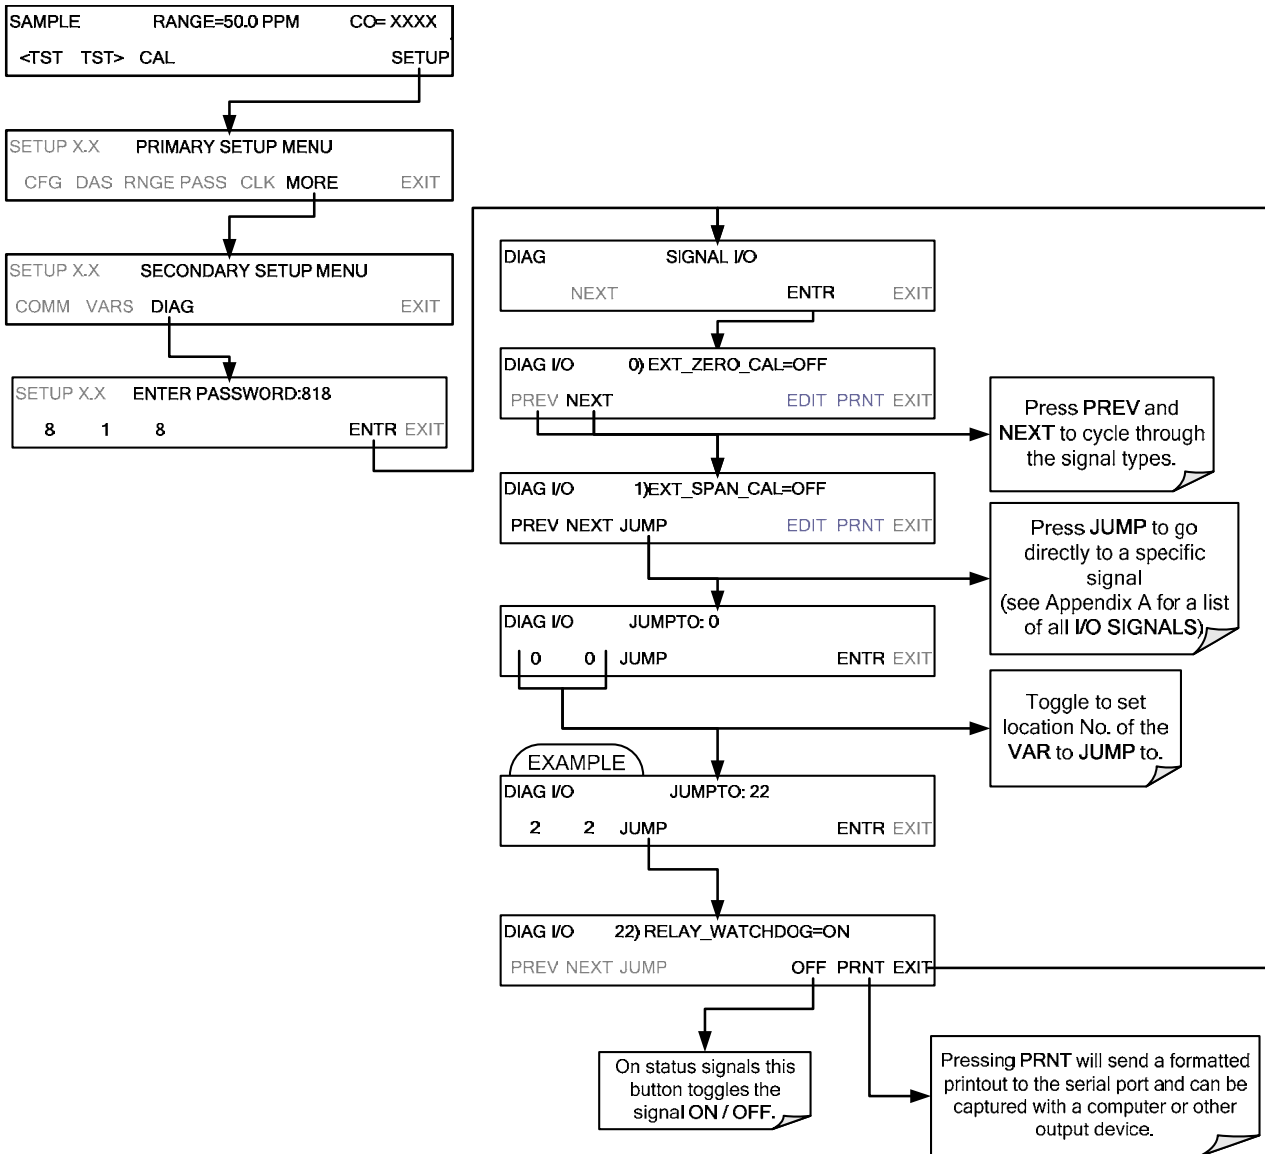 SAMPLE RANGE=50.0 PPM CO= XXXX
<TST TST> CAL SETUP
SETUP X.X PRIMARY SETUP MENU
CFG DAS RNGE PASS CLK MORE EXIT
SETUP X.X SECONDARY SETUP MENU
COMM VARS DIAG EXIT
SETUP X.X ENTER PASSWORD:818
8 1 8 ENTR EXIT
DIAG SIGNAL I/O
NEXT ENTR EXIT
DIAG I/O 0) EXT_ZERO_CAL=OFF
PREV NEXT EDIT PRNT EXIT
Press PREV and
NEXT to cycle through
the signal types.
DIAG I/O 1)EXT_SPAN_CAL=OFF
PREV NEXT JUMP EDIT PRNT EXIT
Press JUMP to go
directly to a specific
signal
(see Appendix A for a list
of all I/O SIGNALS)
DIAG I/O JUMPTO: 0
0 0 JUMP ENTR EXIT
Toggle to set
location No. of the
VAR to JUMP to.
EXAMPLE
DIAG I/O JUMPTO: 22
2 2 JUMP ENTR EXIT
DIAG I/O 22) RELAY_WATCHDOG=ON
PREV NEXT JUMP OFF PRNT EXIT
On status signals this
button toggles the
signal ON / OFF.
Pressing PRNT will send a formatted
printout to the serial port and can be
captured with a computer or other
output device.